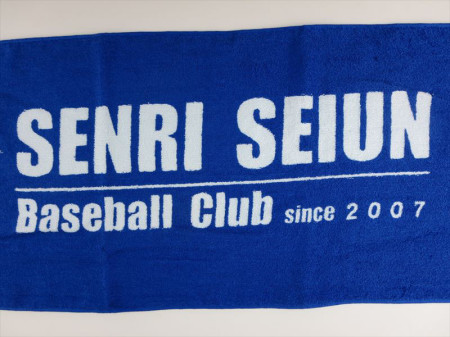 SENRI SEIUN
Baseball Club since 2007